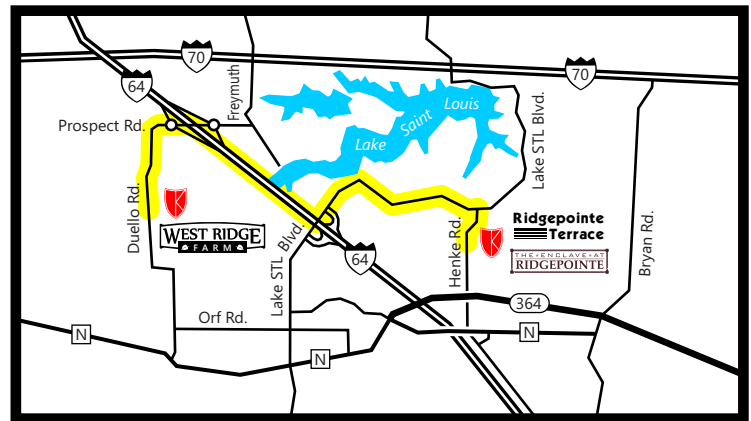 70
64
Prospect Rd.
Freymuth
Lake Saint Louis
70
Lake STL Blvd.
Duello Rd.
K
WEST RIDGE
FARM
Lake STL Blvd.
64
Henke Rd.
K
Ridgepointe
Terrace
THE ENCLAVE AT
RIDGEPOINTE
Bryan Rd.
364
Orf Rd.
N
N
N